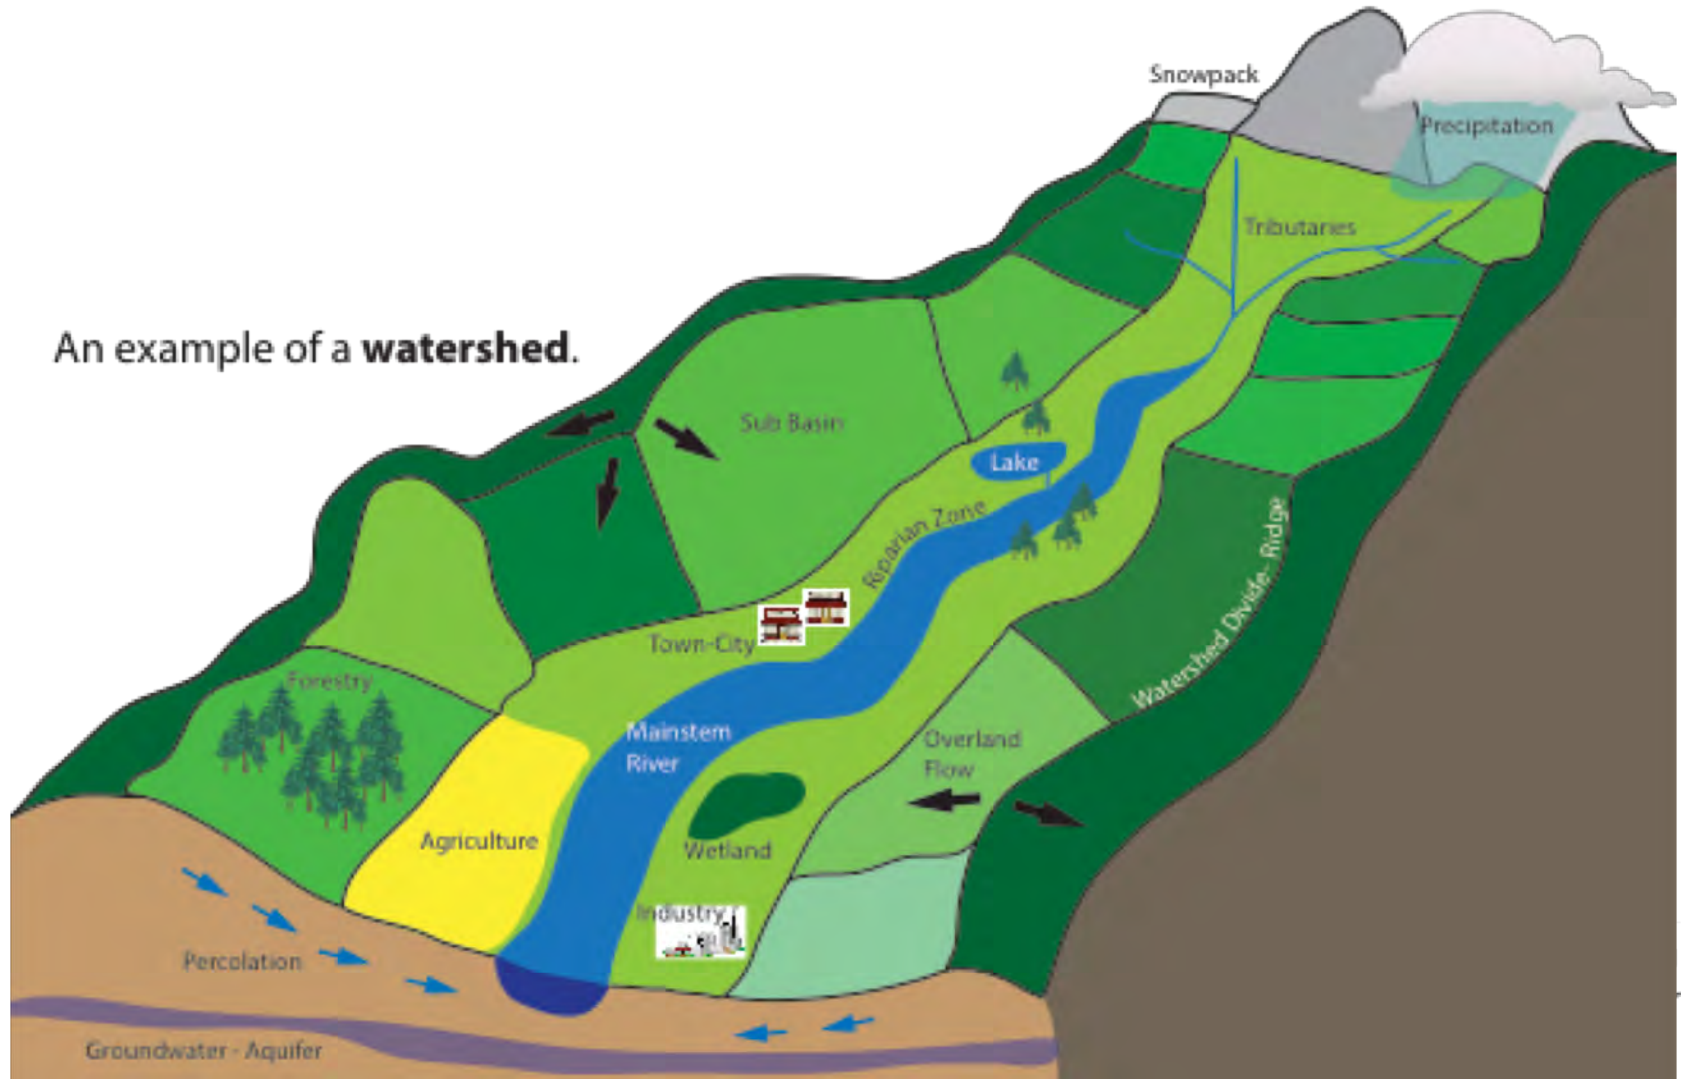 Snowpack
Precipitation
Tributaries
An example of a watershed.
Sub Basin
Lake
Riparian Zone
Watershed Divide- Ridge
Town-City
Forestry
Mainstem
River
Overland
Flow
Agriculture
Wetland
Industry
Percolation
Groundwater - Aquifer